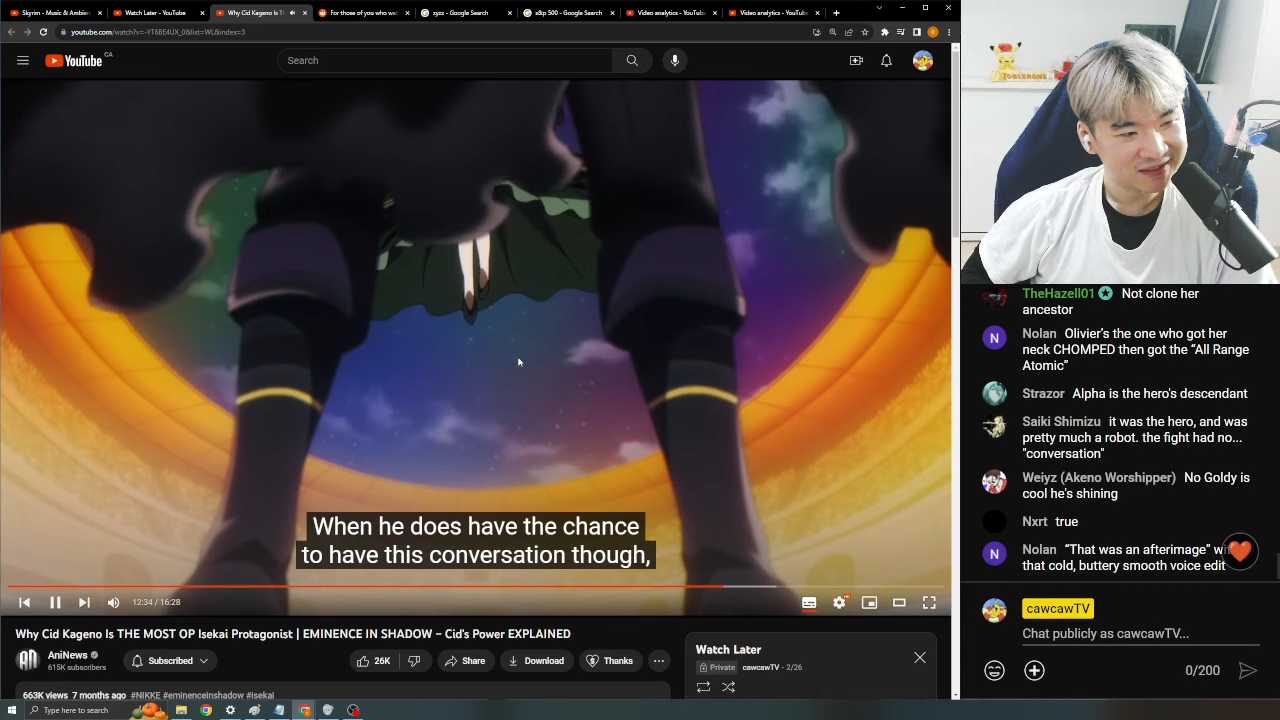 Skyrim - Music & Ambien
Watch Later - YouTube
Why Cid Kageno Is T
For those of you who wat
zyzz - Google Search
s&p 500 - Google Search
Video analytics - YouTub
Video analytics - YouTub
youtube.com/watch?v=-YT6BE4UX_0&list=WL&index=3
YouTube CA
Search
TOBLERONE
When he does have the chance
to have this conversation though,
12:34 / 16:28
HD
Why Cid Kageno Is THE MOST OP Isekai Protagonist | EMINENCE IN SHADOW – Cid's Power EXPLAINED
AniNews
615K subscribers
Subscribed
26K
Share
Download
Thanks
663K views 7 months ago #NIKKE #eminenceinshadow #isekai
Watch Later
Private cawcawTV - 2/26
Type here to search
TheHazell01 Not clone her
ancestor
Nolan Olivier's the one who got her
neck CHOMPED then got the “All Range
Atomic”
Strazor Alpha is the hero's descendant
Saiki Shimizu it was the hero, and was
pretty much a robot. the fight had no...
"conversation"
Weiyz (Akeno Worshipper) No Goldy is
cool he's shining
Nxrt true
Nolan “That was an afterimage”
that cold, buttery smooth voice edit
cawcawTV
Chat publicly as cawcawTV...
0/200